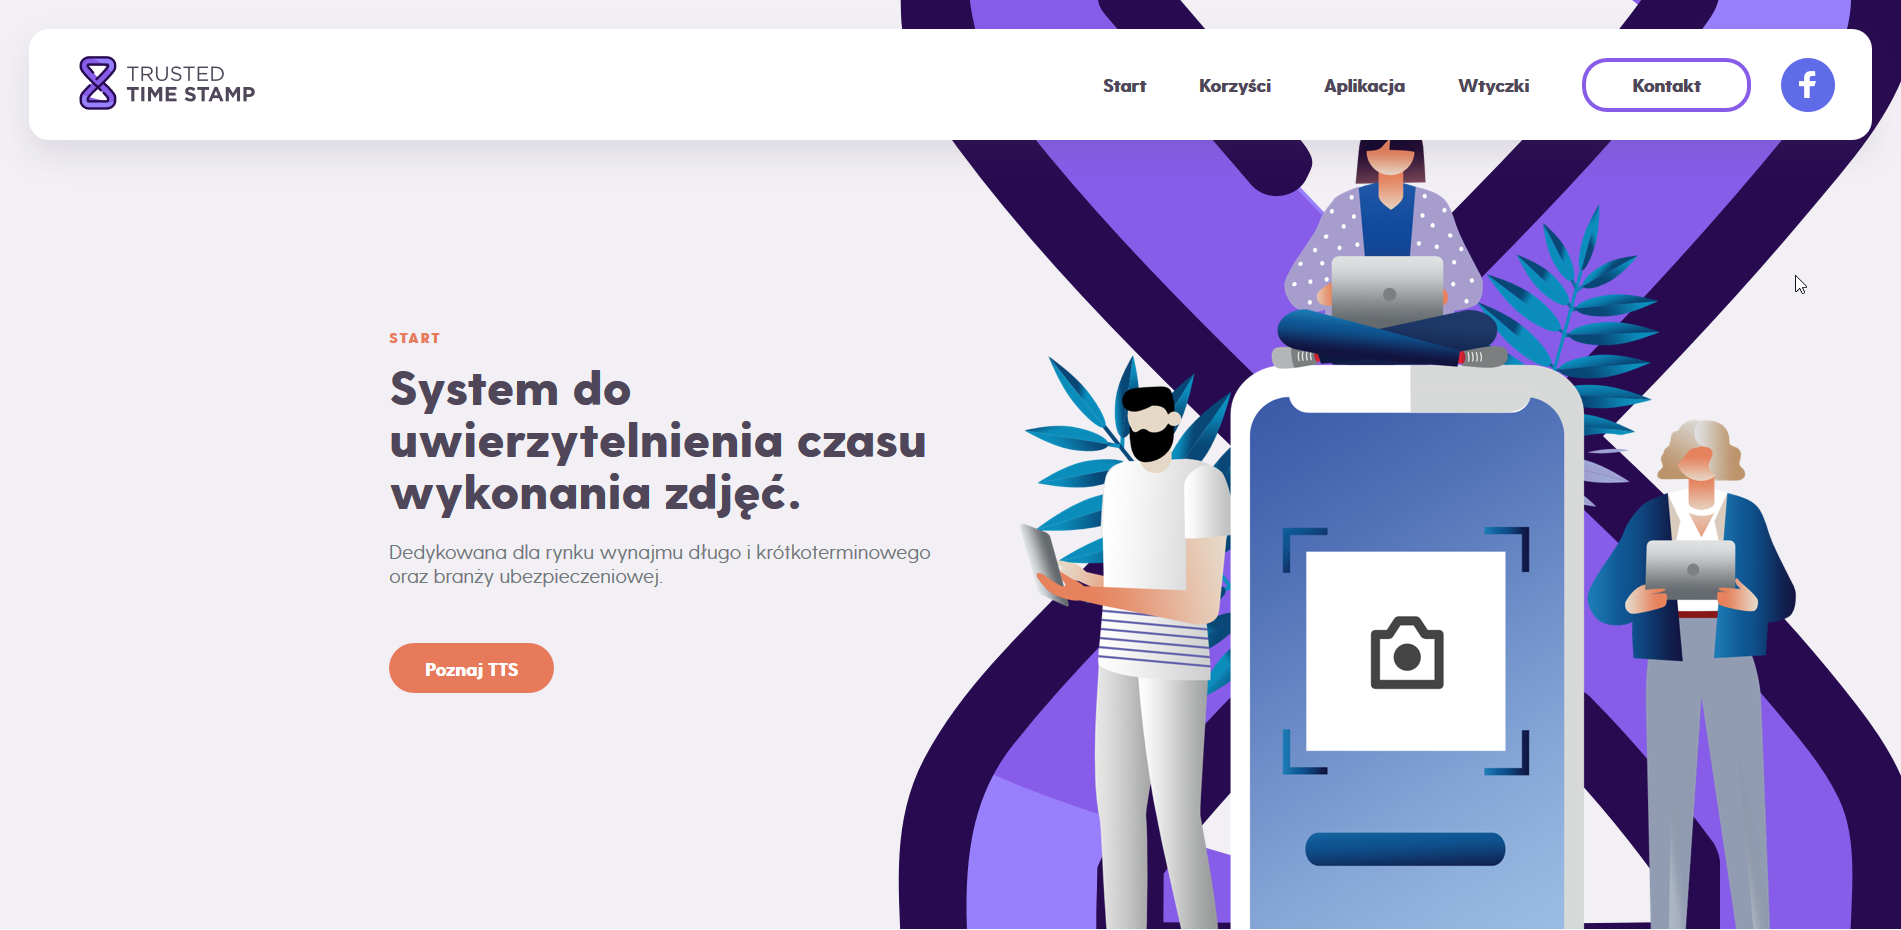 TRUSTED
TIME STAMP
Start
Korzyści
Aplikacja
Wtyczki
Kontakt
START
System do
uwierzytelnienia czasu
wykonania zdjęć.
Dedykowana dla rynku wynajmu długo i krótkoterminowego
oraz branży ubezpieczeniowej.
Poznaj TTS